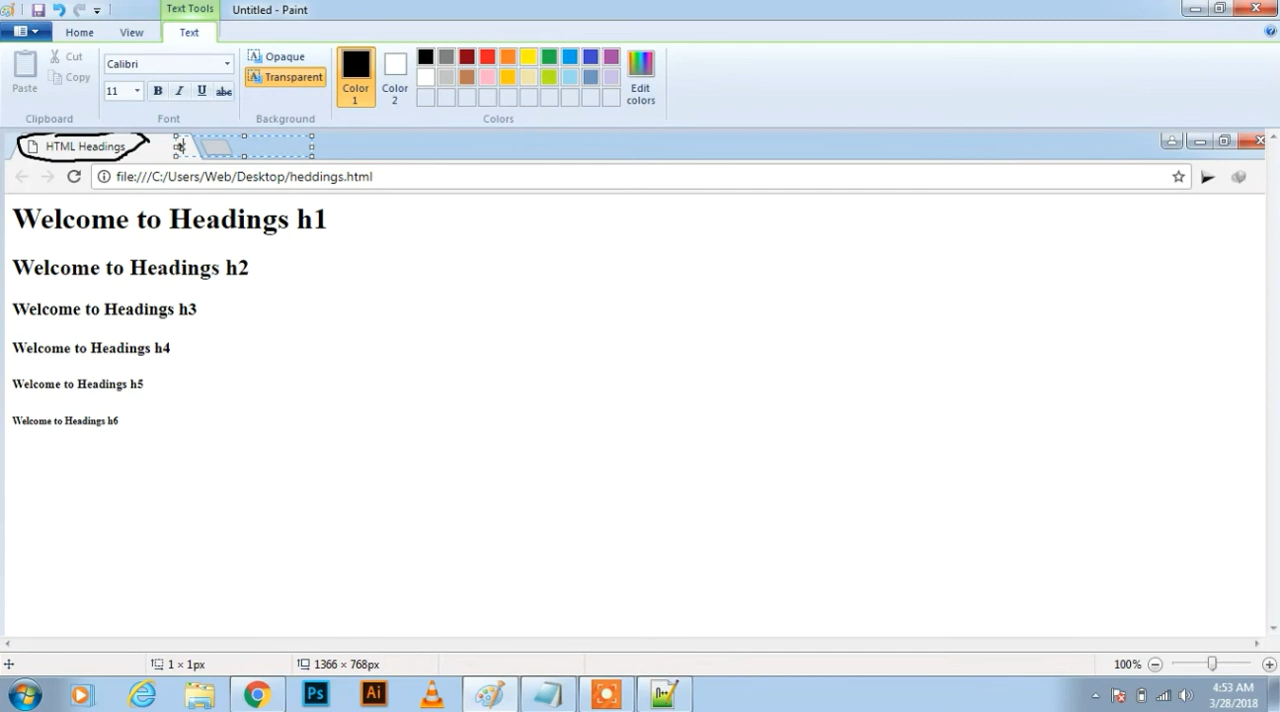 Text Tools
Untitled - Paint
Home
View
Text
Paste
Cut
Copy
Clipboard
Calibri
11
B I U abc
Font
A Opaque
A Transparent
Background
Color 1
Color 2
Edit colors
Colors
HTML Headings
file:///C:/Users/Web/Desktop/heddings.html
Welcome to Headings h1
Welcome to Headings h2
Welcome to Headings h3
Welcome to Headings h4
Welcome to Headings h5
Welcome to Headings h6
1 × 1px
1366 × 768px
100%
Ps
Ai
4:53 AM
3/28/2018